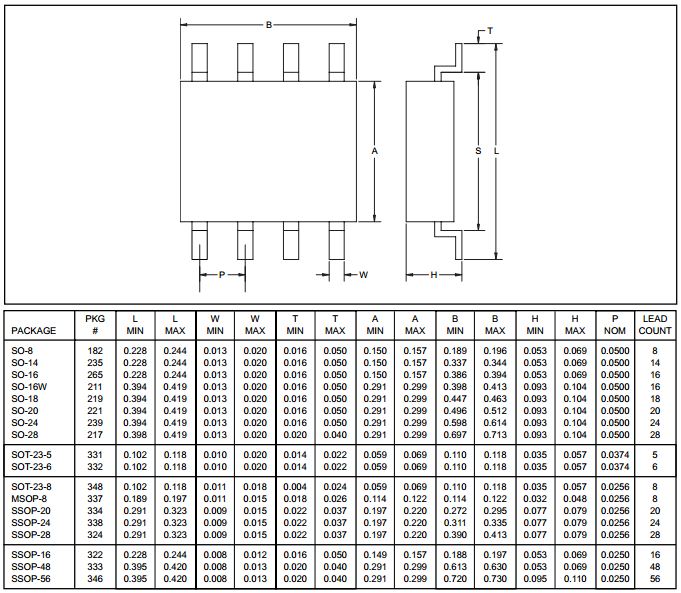 B
T
A
S
L
P
W
H
PACKAGE PKG # L MIN L MAX W MIN W MAX T MIN T MAX A MIN A MAX B MIN B MAX H MIN H MAX P NOM LEAD COUNT
SO-8 182 0.228 0.244 0.013 0.020 0.016 0.050 0.150 0.157 0.189 0.196 0.053 0.069 0.0500 8
SO-14 235 0.228 0.244 0.013 0.020 0.016 0.050 0.150 0.157 0.337 0.344 0.053 0.069 0.0500 14
SO-16 265 0.228 0.244 0.013 0.020 0.016 0.050 0.150 0.157 0.386 0.394 0.053 0.069 0.0500 16
SO-16W 211 0.394 0.419 0.013 0.020 0.016 0.050 0.291 0.299 0.398 0.413 0.093 0.104 0.0500 16
SO-18 219 0.394 0.419 0.013 0.020 0.016 0.050 0.291 0.299 0.447 0.463 0.093 0.104 0.0500 18
SO-20 221 0.394 0.419 0.013 0.020 0.016 0.050 0.291 0.299 0.496 0.512 0.093 0.104 0.0500 20
SO-24 239 0.394 0.419 0.013 0.020 0.016 0.050 0.291 0.299 0.598 0.614 0.093 0.104 0.0500 24
SO-28 217 0.398 0.419 0.013 0.020 0.020 0.040 0.291 0.299 0.697 0.713 0.093 0.104 0.0500 28
SOT-23-5 331 0.102 0.118 0.010 0.020 0.014 0.022 0.059 0.069 0.110 0.118 0.035 0.057 0.0374 5
SOT-23-6 332 0.102 0.118 0.010 0.020 0.014 0.022 0.059 0.069 0.110 0.118 0.035 0.057 0.0374 6
SOT-23-8 348 0.102 0.118 0.011 0.018 0.004 0.024 0.059 0.069 0.110 0.118 0.035 0.057 0.0256 8
MSOP-8 337 0.189 0.197 0.011 0.015 0.018 0.026 0.114 0.122 0.114 0.122 0.032 0.048 0.0256 8
SSOP-20 334 0.291 0.323 0.009 0.015 0.022 0.037 0.197 0.220 0.272 0.295 0.077 0.079 0.0256 20
SSOP-24 338 0.291 0.323 0.009 0.015 0.022 0.037 0.197 0.220 0.311 0.335 0.077 0.079 0.0256 24
SSOP-28 324 0.291 0.323 0.009 0.015 0.022 0.037 0.197 0.220 0.390 0.413 0.077 0.079 0.0256 28
SSOP-16 322 0.228 0.244 0.008 0.012 0.016 0.050 0.149 0.157 0.188 0.197 0.053 0.069 0.0250 16
SSOP-48 333 0.395 0.420 0.008 0.013 0.020 0.040 0.291 0.299 0.613 0.630 0.053 0.069 0.0250 48
SSOP-56 346 0.395 0.420 0.008 0.013 0.020 0.040 0.291 0.299 0.720 0.730 0.095 0.110 0.0250 56